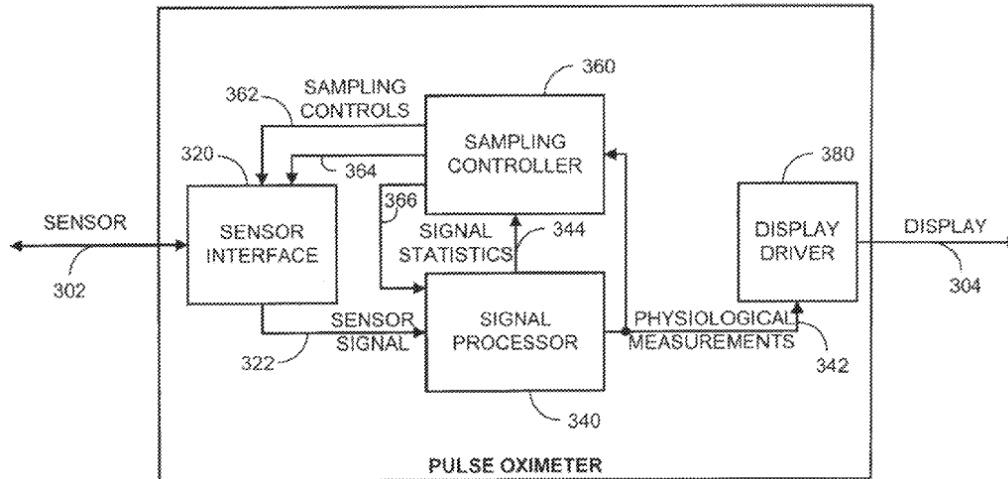 SAMPLING
CONTROLS
360
362
SAMPLING
CONTROLLER
320
364
380
366
SENSOR
302
SENSOR
INTERFACE
SIGNAL
STATISTICS
344
DISPLAY
DRIVER
DISPLAY
304
322
SENSOR
SIGNAL
SIGNAL
PROCESSOR
PHYSIOLOGICAL
MEASUREMENTS
342
340
PULSE OXIMETER